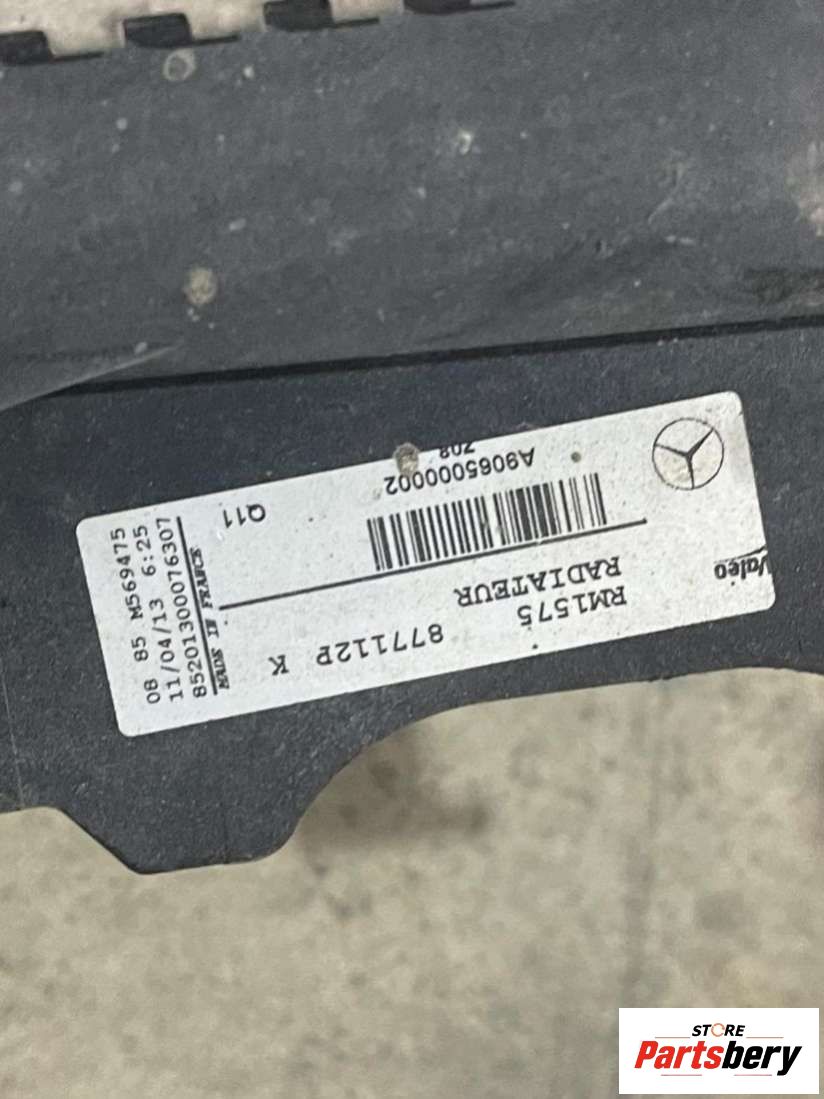 Valeo
RM1575
RADIATEUR
877112P K
A9065000002
Z08
Q11
08 85 M569475
11/04/13 6:25
85201300076307
MADE IN FRANCE
STORE
Partsbery